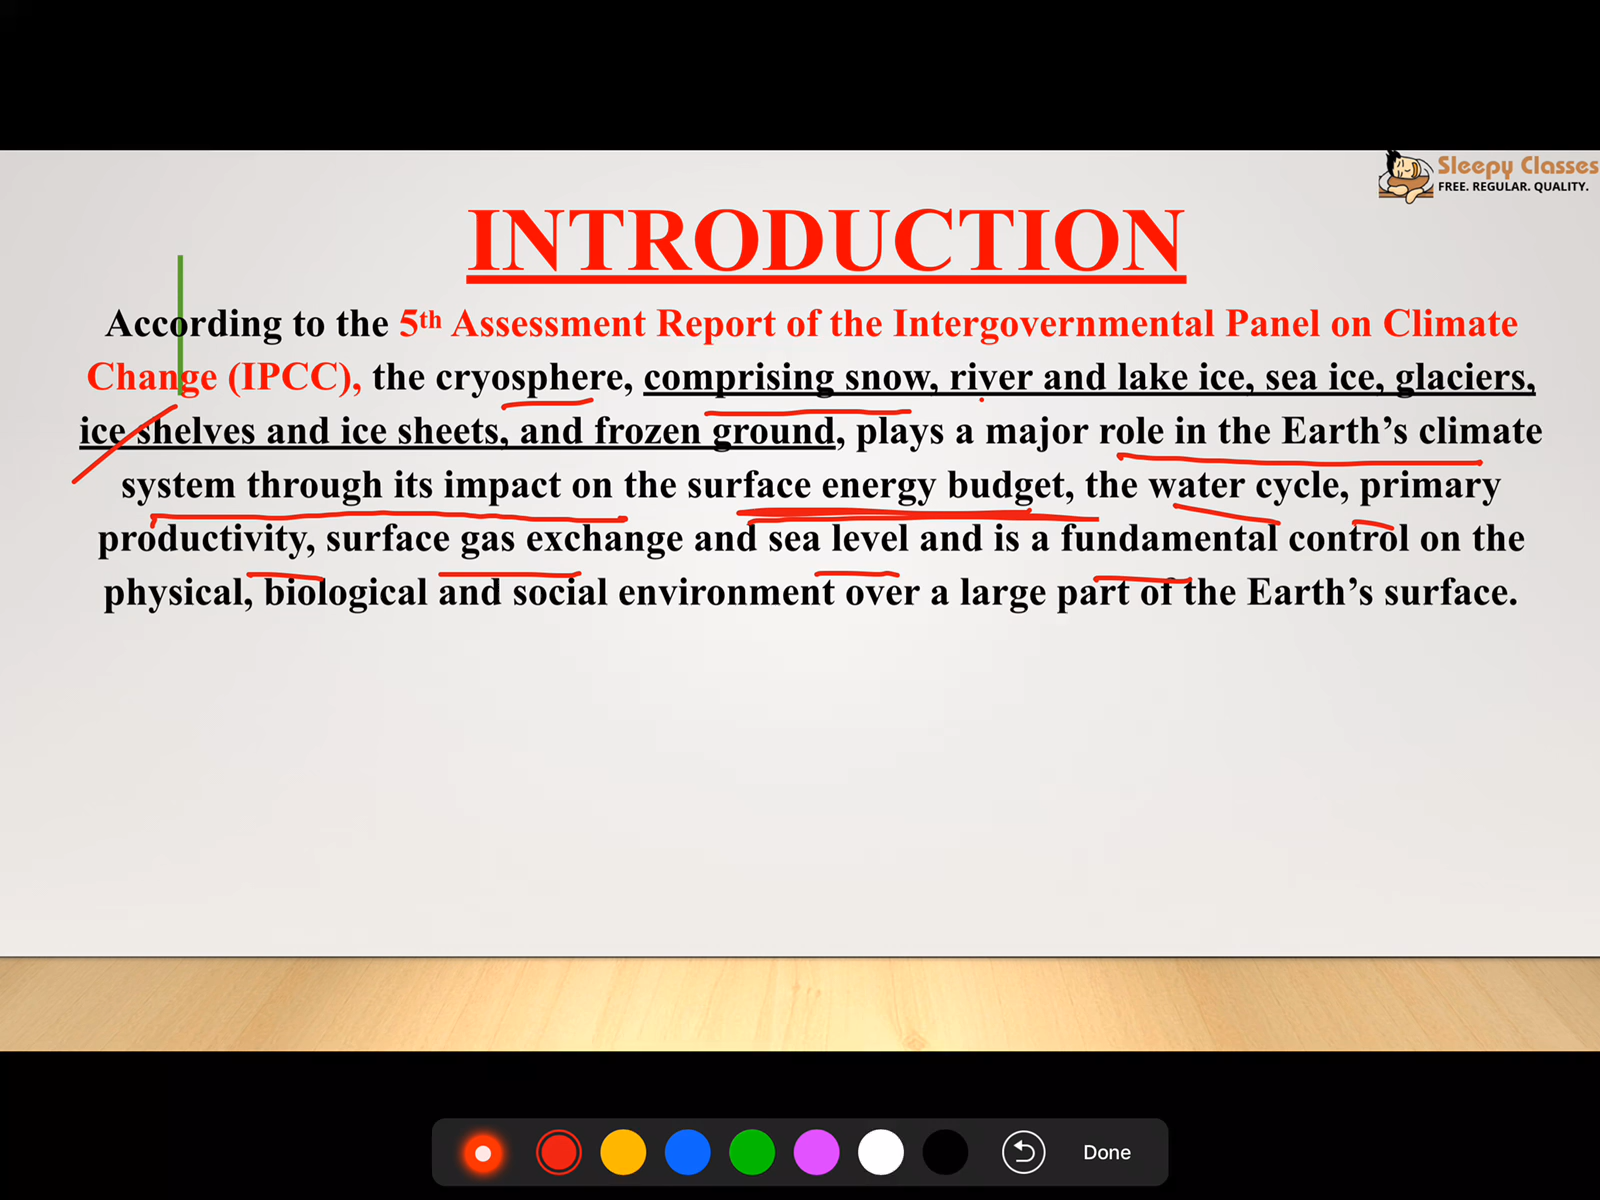 Sleepy Classes
FREE. REGULAR. QUALITY.
INTRODUCTION
According to the 5th Assessment Report of the Intergovernmental Panel on Climate
Change (IPCC), the cryosphere, comprising snow, river and lake ice, sea ice, glaciers,
ice shelves and ice sheets, and frozen ground, plays a major role in the Earth’s climate
system through its impact on the surface energy budget, the water cycle, primary
productivity, surface gas exchange and sea level and is a fundamental control on the
physical, biological and social environment over a large part of the Earth’s surface.
Done